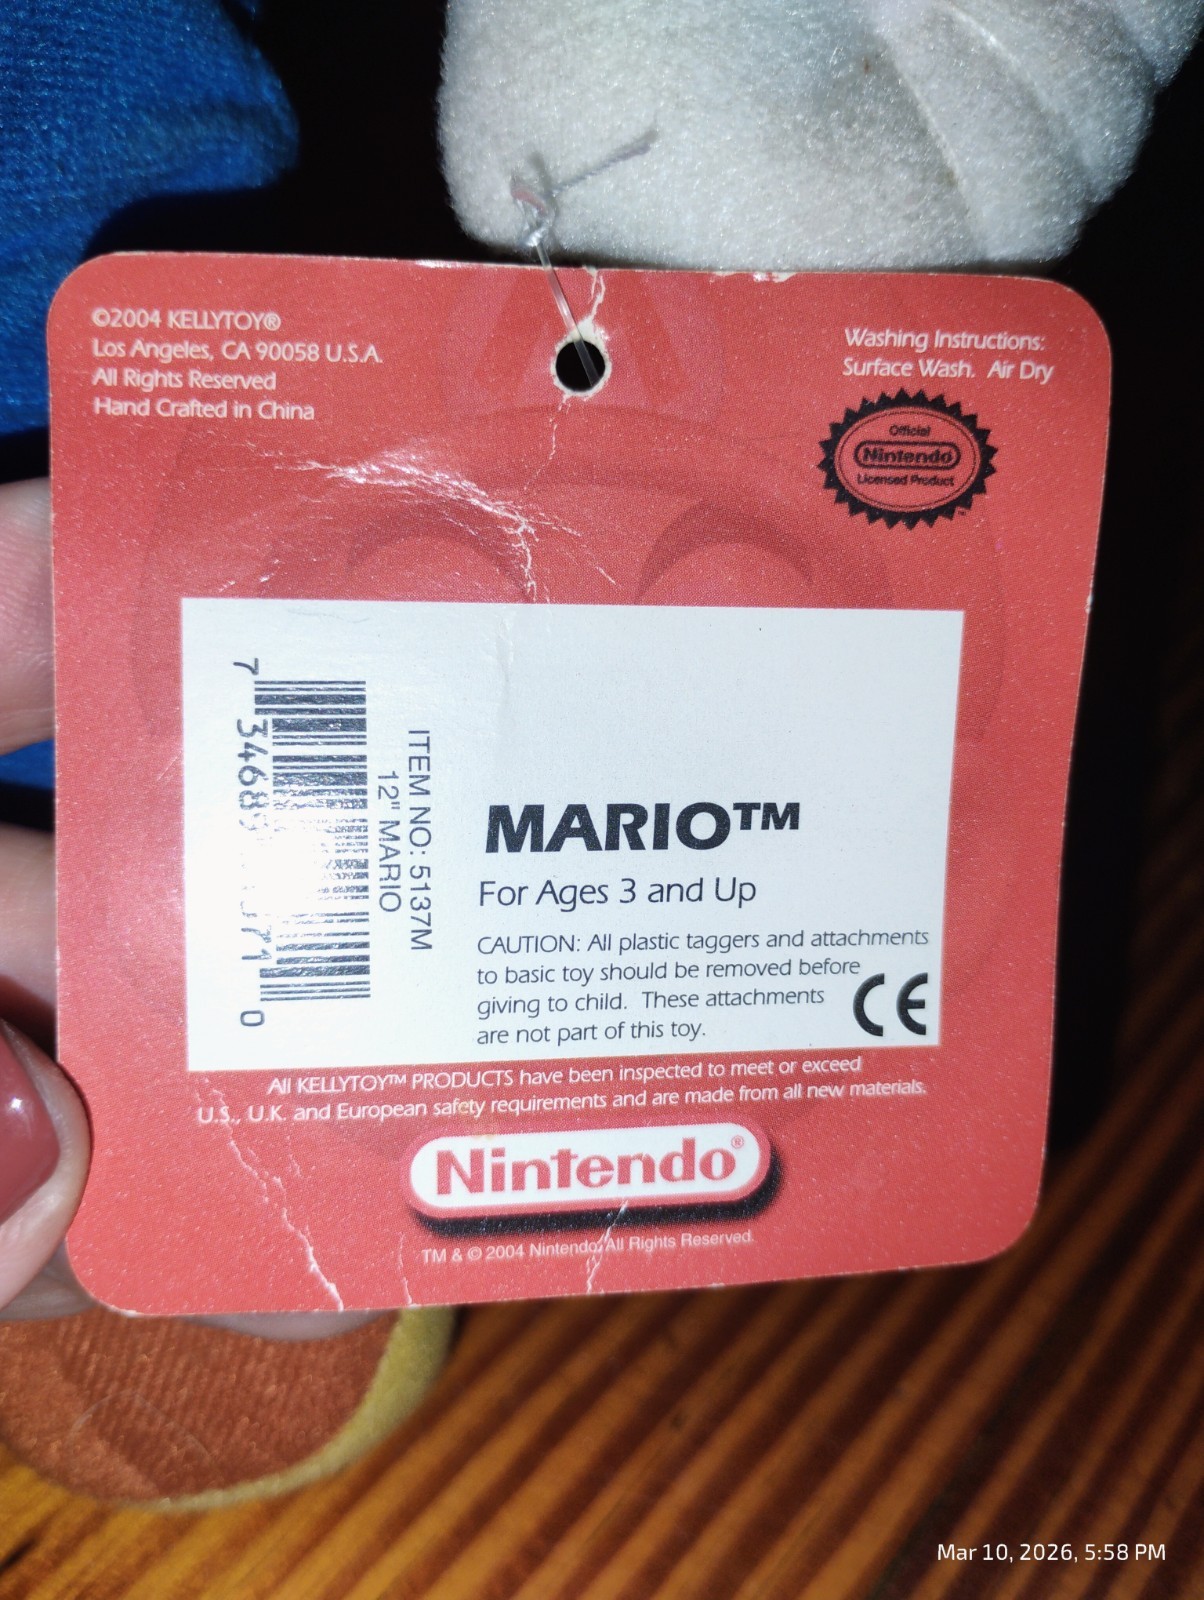 ©2004 KELLYTOY®
Los Angeles, CA 90058 U.S.A.
All Rights Reserved
Hand Crafted in China
Washing Instructions:
Surface Wash. Air Dry
Official
Nintendo
Licensed Product
7
0
ITEM NO: 5137M
12" MARIO
MARIO™
For Ages 3 and Up
CAUTION: All plastic taggers and attachments
to basic toy should be removed before
giving to child. These attachments
are not part of this toy.
CE
All KELLYTOY™ PRODUCTS have been inspected to meet or exceed
U.S., U.K. and European safety requirements and are made from all new materials.
Nintendo®
TM & © 2004 Nintendo. All Rights Reserved.
Mar 10, 2026, 5:58 PM